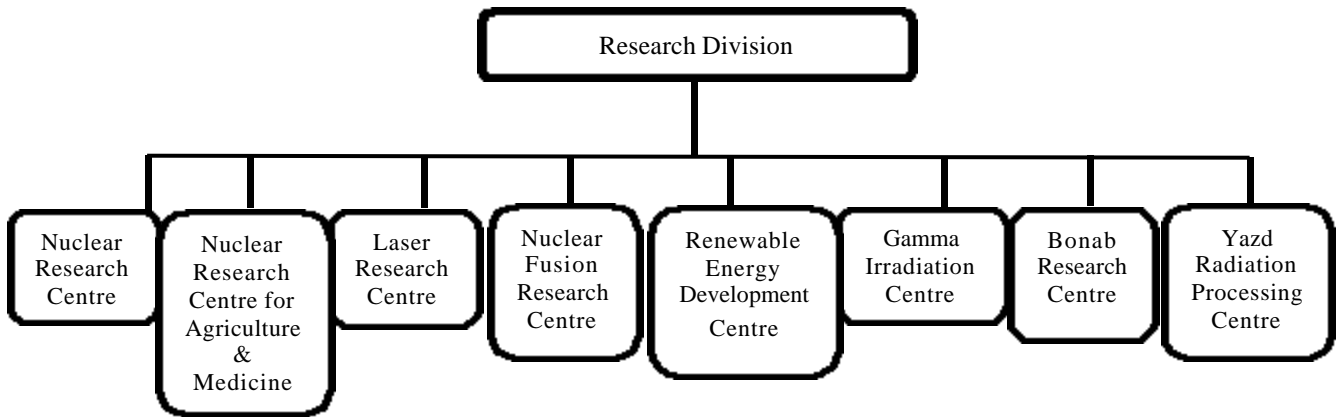 Research Division
Nuclear
Research
Centre
Nuclear
Research
Centre for
Agriculture
&
Medicine
Laser
Research
Centre
Nuclear
Fusion
Research
Centre
Renewable
Energy
Development
Centre
Gamma
Irradiation
Centre
Bonab
Research
Centre
Yazd
Radiation
Processing
Centre